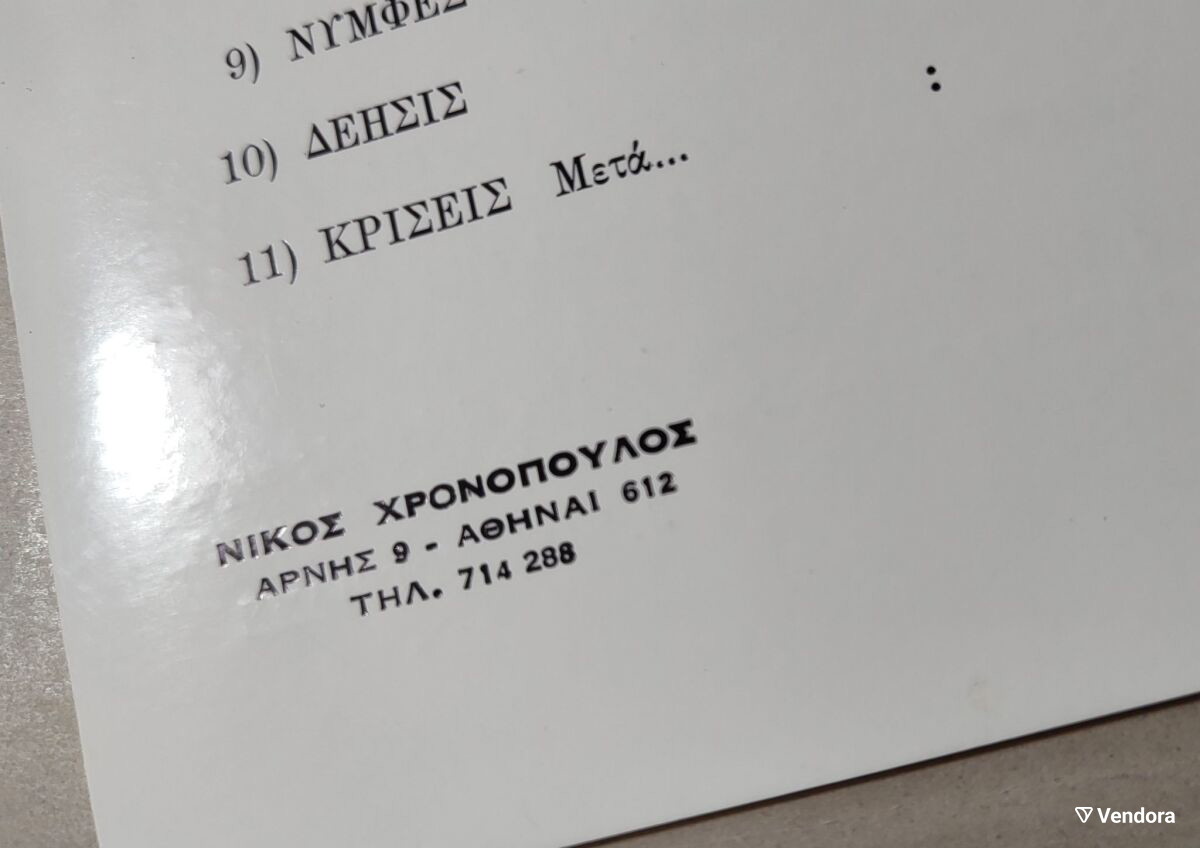 9) ΝΥΜΦΕΣ
10) ΔΕΗΣΙΣ
11) ΚΡΙΣΕΙΣ Μετά...
:
ΝΙΚΟΣ ΧΡΟΝΟΠΟΥΛΟΣ
ΑΡΝΗΣ 9 - ΑΘΗΝΑΙ 612
ΤΗΛ. 714 288
Vendora